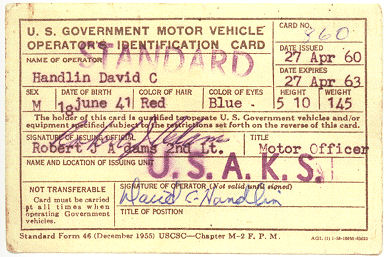 U. S. GOVERNMENT MOTOR VEHICLE
OPERATOR'S IDENTIFICATION CARD
CARD NO.
860
STANDARD
NAME OF OPERATOR
Handlin David C
DATE ISSUED
27 Apr 60
DATE EXPIRES
27 Apr 63
SEX DATE OF BIRTH COLOR OF HAIR COLOR OF EYES HEIGHT WEIGHT
M 18 june 41 Red Blue - 5 10 145
The holder of this card is qualified to operate U. S. Government vehicles and/or
equipment specified, subject to the restrictions set forth on the reverse of this card.
SIGNATURE OF ISSUING OFFICIAL TITLE
Robert J Adams 2nd Lt. Motor Officer
NAME AND LOCATION OF ISSUING UNIT
U.S.A.K.S.
NOT TRANSFERABLE
Card must be carried
at all times when
operating Government
vehicles.
SIGNATURE OF OPERATOR (Not valid until signed)
David C. Handlin
TITLE OF POSITION
Standard Form 46 (December 1955) USCSC—Chapter M-2 F. P. M.